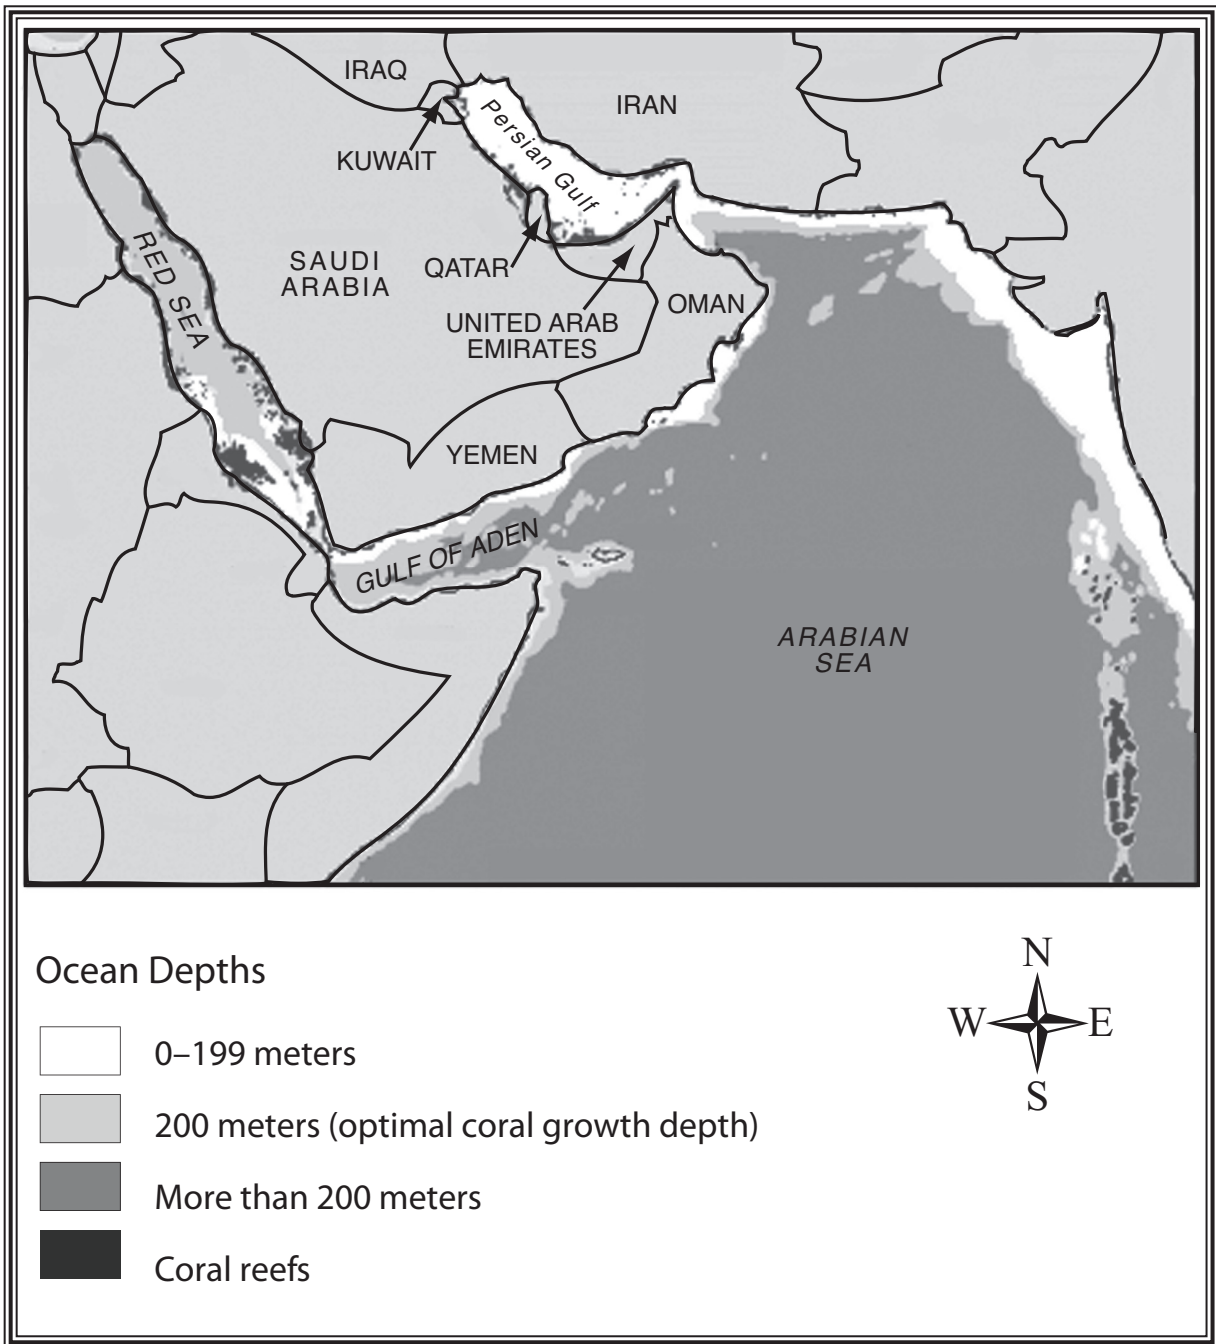 IRAQ
IRAN
KUWAIT
Persian Gulf
RED SEA
SAUDI
ARABIA
QATAR
UNITED ARAB
EMIRATES
OMAN
YEMEN
GULF OF ADEN
ARABIAN
SEA
Ocean Depths
0–199 meters
200 meters (optimal coral growth depth)
More than 200 meters
Coral reefs
N
W E
S